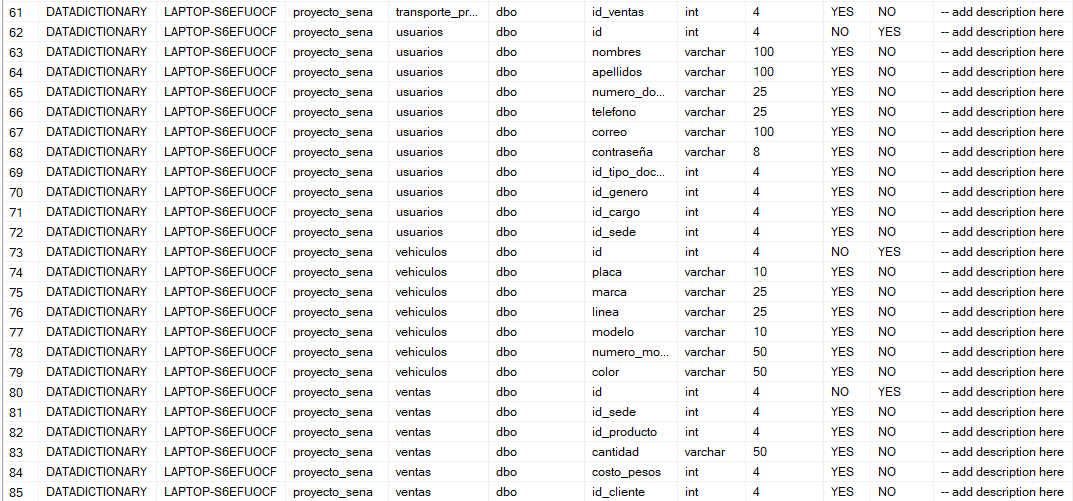 61 DATADICTIONARY LAPTOP-S6EFUOCF proyecto_sena transporte_pr... dbo id_ventas int 4 YES NO -- add description here
62 DATADICTIONARY LAPTOP-S6EFUOCF proyecto_sena usuarios dbo id int 4 NO YES -- add description here
63 DATADICTIONARY LAPTOP-S6EFUOCF proyecto_sena usuarios dbo nombres varchar 100 YES NO -- add description here
64 DATADICTIONARY LAPTOP-S6EFUOCF proyecto_sena usuarios dbo apellidos varchar 100 YES NO -- add description here
65 DATADICTIONARY LAPTOP-S6EFUOCF proyecto_sena usuarios dbo numero_do... varchar 25 YES NO -- add description here
66 DATADICTIONARY LAPTOP-S6EFUOCF proyecto_sena usuarios dbo telefono varchar 25 YES NO -- add description here
67 DATADICTIONARY LAPTOP-S6EFUOCF proyecto_sena usuarios dbo correo varchar 100 YES NO -- add description here
68 DATADICTIONARY LAPTOP-S6EFUOCF proyecto_sena usuarios dbo contraseña varchar 8 YES NO -- add description here
69 DATADICTIONARY LAPTOP-S6EFUOCF proyecto_sena usuarios dbo id_tipo_doc... int 4 YES NO -- add description here
70 DATADICTIONARY LAPTOP-S6EFUOCF proyecto_sena usuarios dbo id_genero int 4 YES NO -- add description here
71 DATADICTIONARY LAPTOP-S6EFUOCF proyecto_sena usuarios dbo id_cargo int 4 YES NO -- add description here
72 DATADICTIONARY LAPTOP-S6EFUOCF proyecto_sena usuarios dbo id_sede int 4 YES NO -- add description here
73 DATADICTIONARY LAPTOP-S6EFUOCF proyecto_sena vehiculos dbo id int 4 NO YES -- add description here
74 DATADICTIONARY LAPTOP-S6EFUOCF proyecto_sena vehiculos dbo placa varchar 10 YES NO -- add description here
75 DATADICTIONARY LAPTOP-S6EFUOCF proyecto_sena vehiculos dbo marca varchar 25 YES NO -- add description here
76 DATADICTIONARY LAPTOP-S6EFUOCF proyecto_sena vehiculos dbo linea varchar 25 YES NO -- add description here
77 DATADICTIONARY LAPTOP-S6EFUOCF proyecto_sena vehiculos dbo modelo varchar 10 YES NO -- add description here
78 DATADICTIONARY LAPTOP-S6EFUOCF proyecto_sena vehiculos dbo numero_mo... varchar 50 YES NO -- add description here
79 DATADICTIONARY LAPTOP-S6EFUOCF proyecto_sena vehiculos dbo color varchar 50 YES NO -- add description here
80 DATADICTIONARY LAPTOP-S6EFUOCF proyecto_sena ventas dbo id int 4 NO YES -- add description here
81 DATADICTIONARY LAPTOP-S6EFUOCF proyecto_sena ventas dbo id_sede int 4 YES NO -- add description here
82 DATADICTIONARY LAPTOP-S6EFUOCF proyecto_sena ventas dbo id_producto int 4 YES NO -- add description here
83 DATADICTIONARY LAPTOP-S6EFUOCF proyecto_sena ventas dbo cantidad varchar 50 YES NO -- add description here
84 DATADICTIONARY LAPTOP-S6EFUOCF proyecto_sena ventas dbo costo_pesos int 4 YES NO -- add description here
85 DATADICTIONARY LAPTOP-S6EFUOCF proyecto_sena ventas dbo id_cliente int 4 YES NO -- add description here